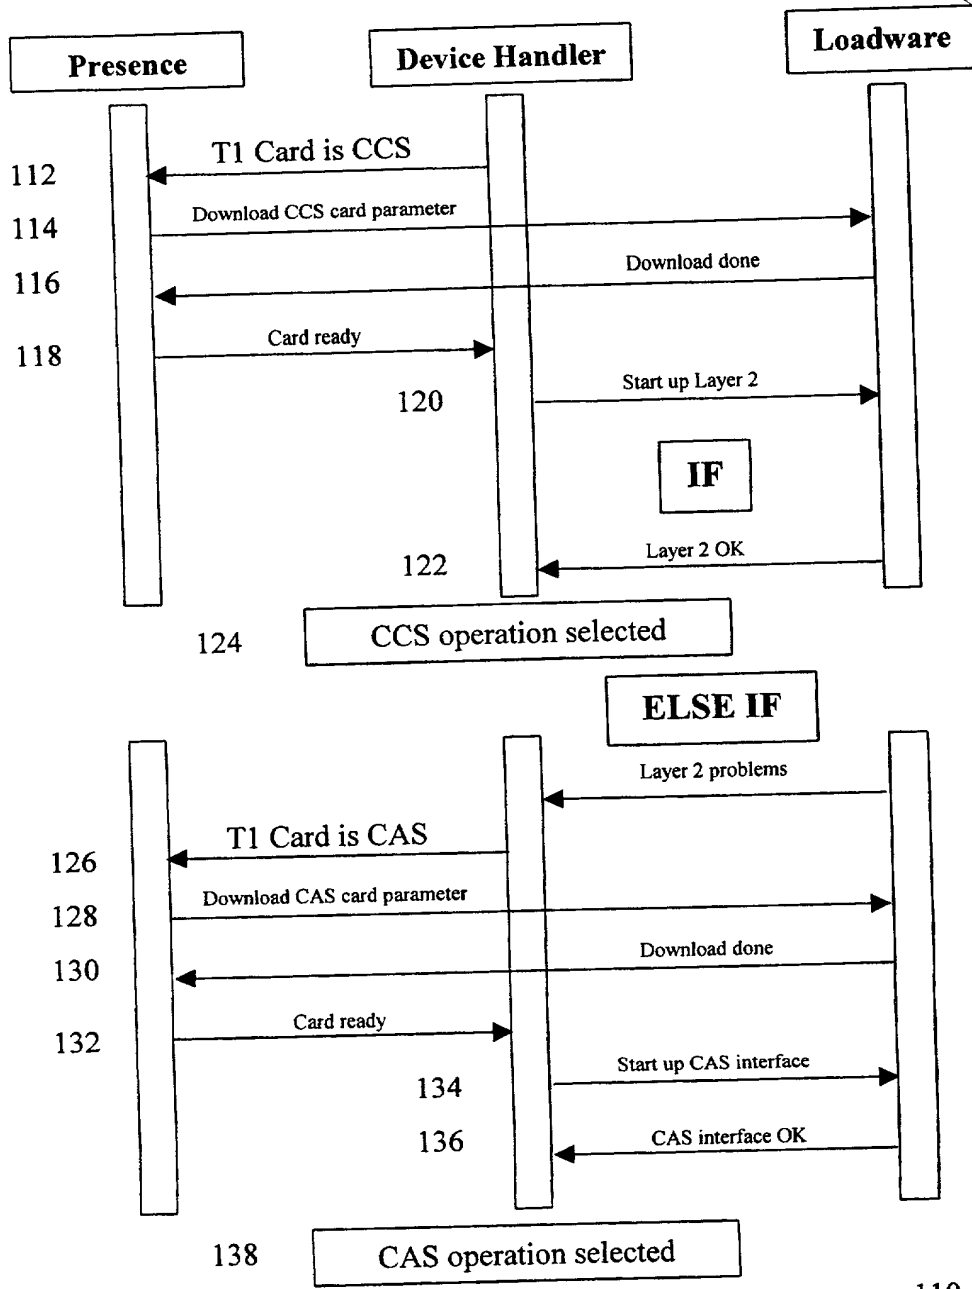 Presence
Device Handler
Loadware
T1 Card is CCS
112
Download CCS card parameter
114
Download done
116
Card ready
118
Start up Layer 2
120
IF
Layer 2 OK
122
CCS operation selected
124
ELSE IF
Layer 2 problems
T1 Card is CAS
126
Download CAS card parameter
128
Download done
130
Card ready
132
Start up CAS interface
134
CAS interface OK
136
CAS operation selected
138